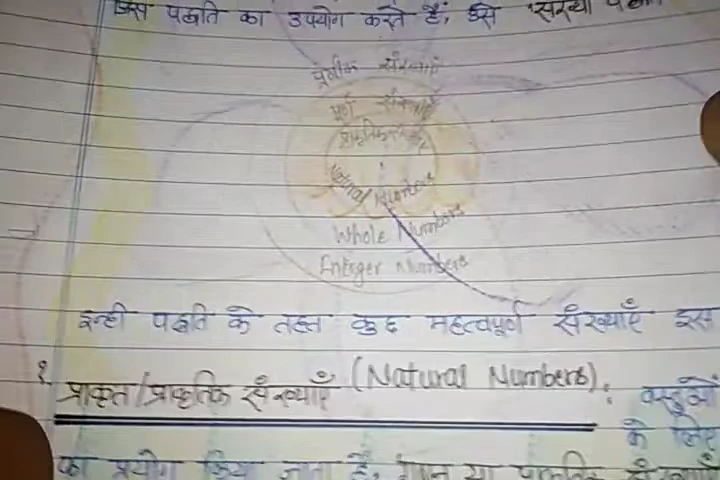 इस पद्धति का उपयोग करते हैं, इसे
पूर्णांक संख्याएँ
पूर्ण संख्याएँ
Natural Numbers
Whole Numbers
Integer Numbers
इन्ही पद्धति के तहत कुछ महत्वपूर्ण संख्याएँ इस
१. प्राकृत/प्राकृतिक संख्याएँ (Natural Numbers): वस्तुओं
के लिए
का प्रयोग किया जाता है,